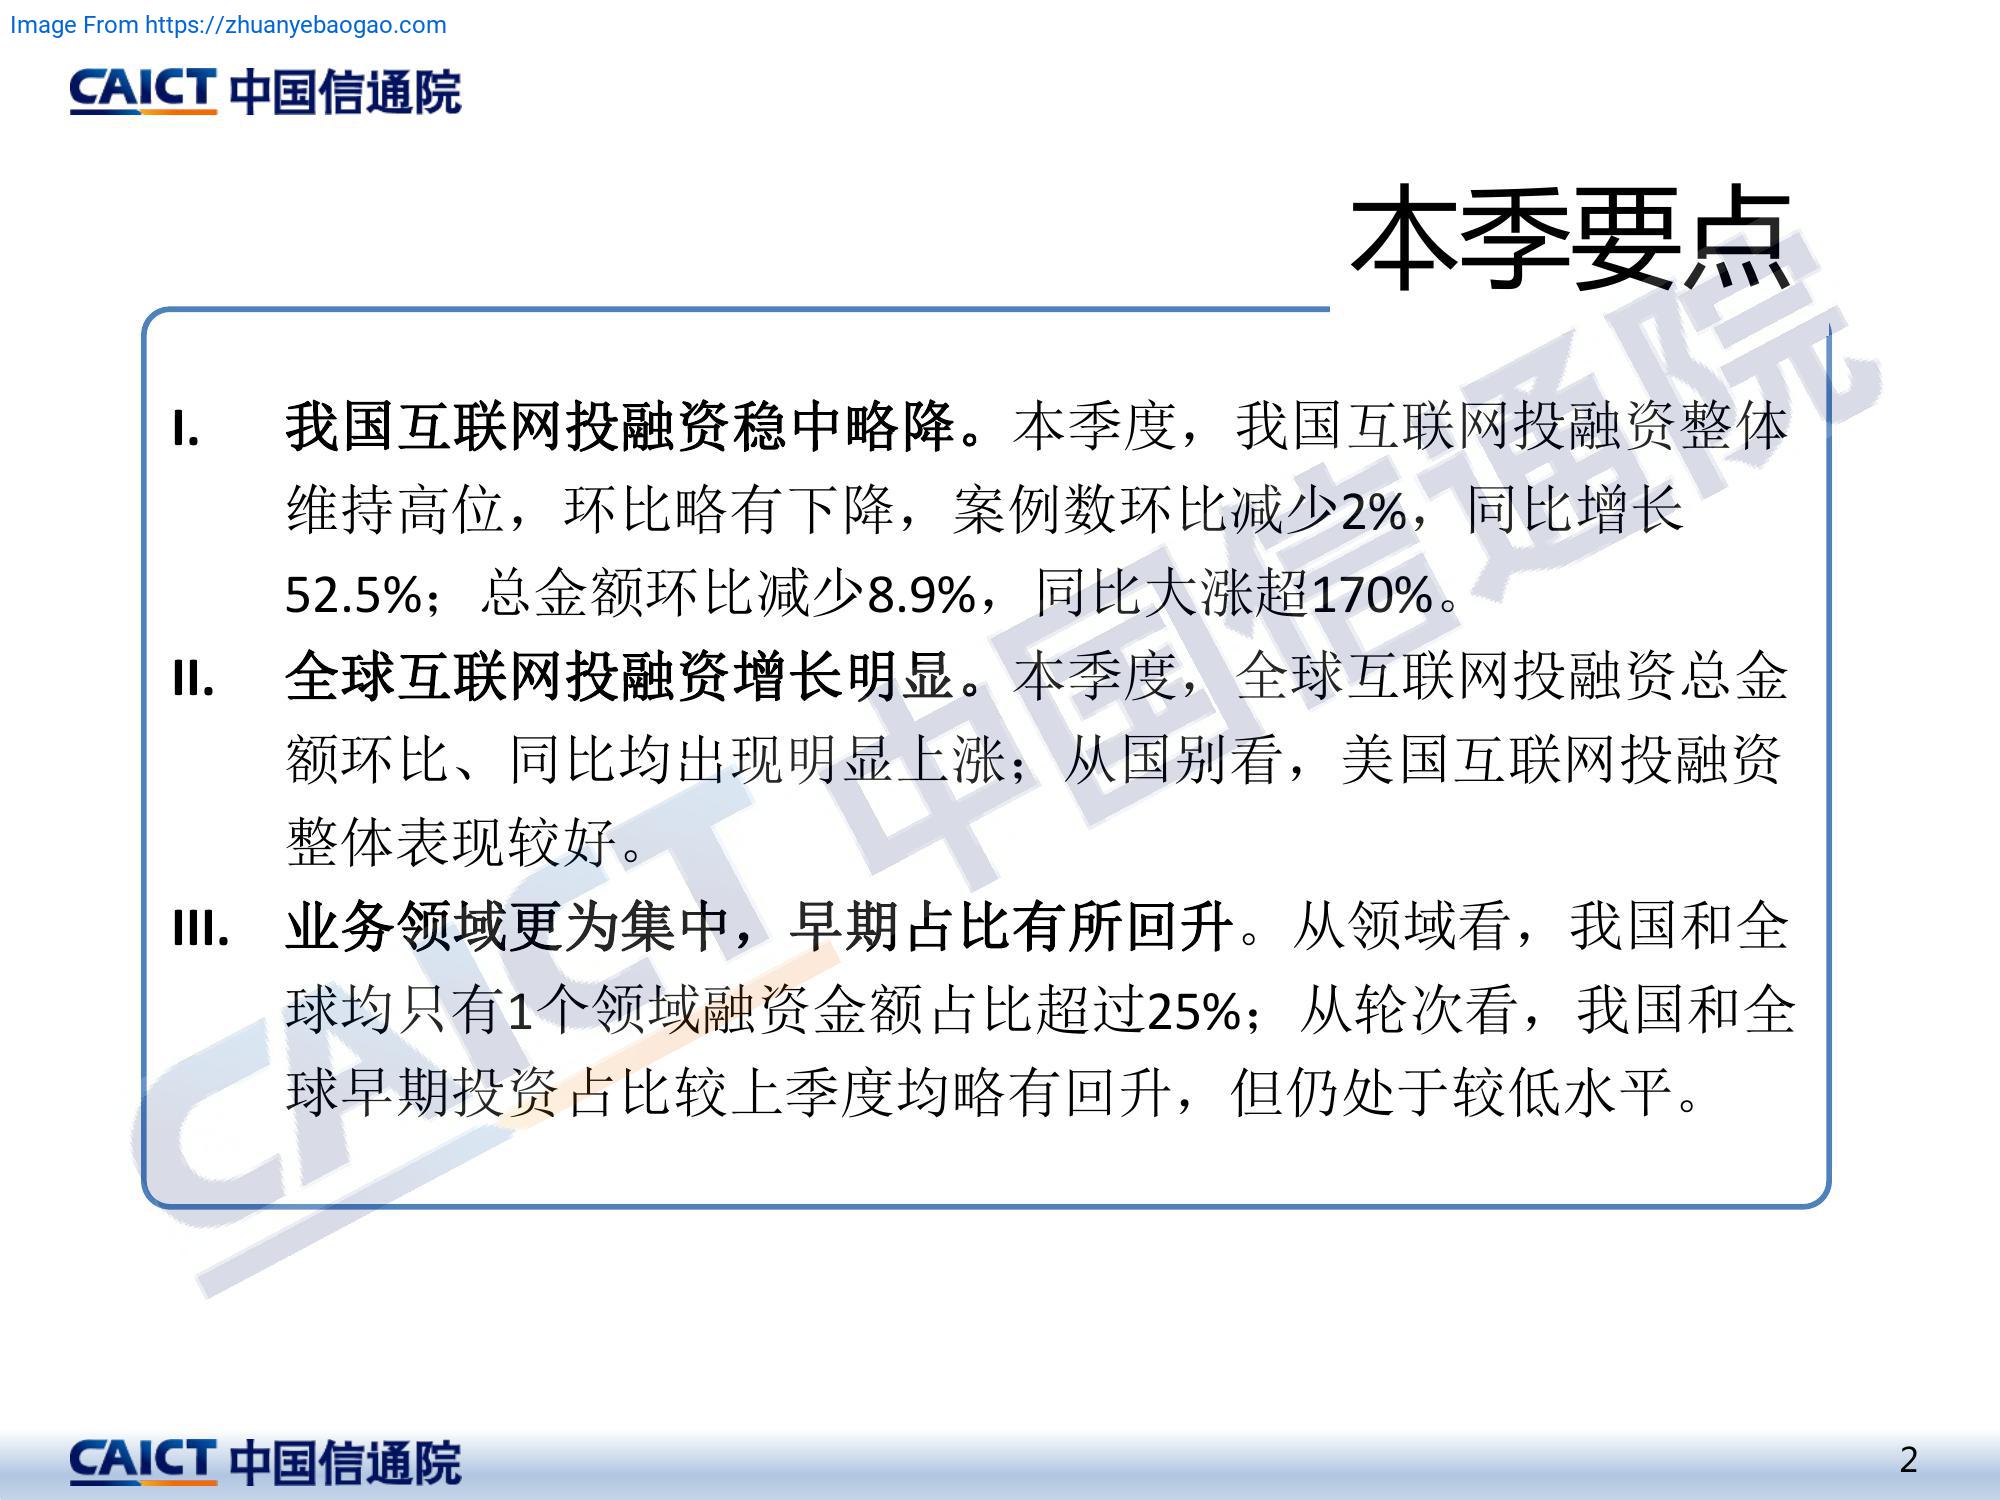 Image From https://zhuanyebaogao.com
CAICT 中国信通院
本季要点
I. 我国互联网投融资稳中略降。本季度，我国互联网投融资整体
维持高位，环比略有下降，案例数环比减少2%，同比增长
52.5%；总金额环比减少8.9%，同比大涨超170%。
II. 全球互联网投融资增长明显。本季度，全球互联网投融资总金
额环比、同比均出现明显上涨；从国别看，美国互联网投融资
整体表现较好。
III. 业务领域更为集中，早期占比有所回升。从领域看，我国和全
球均只有1个领域融资金额占比超过25%；从轮次看，我国和全
球早期投资占比较上季度均略有回升，但仍处于较低水平。
CAICT 中国信通院
CAICT 中国信通院
2